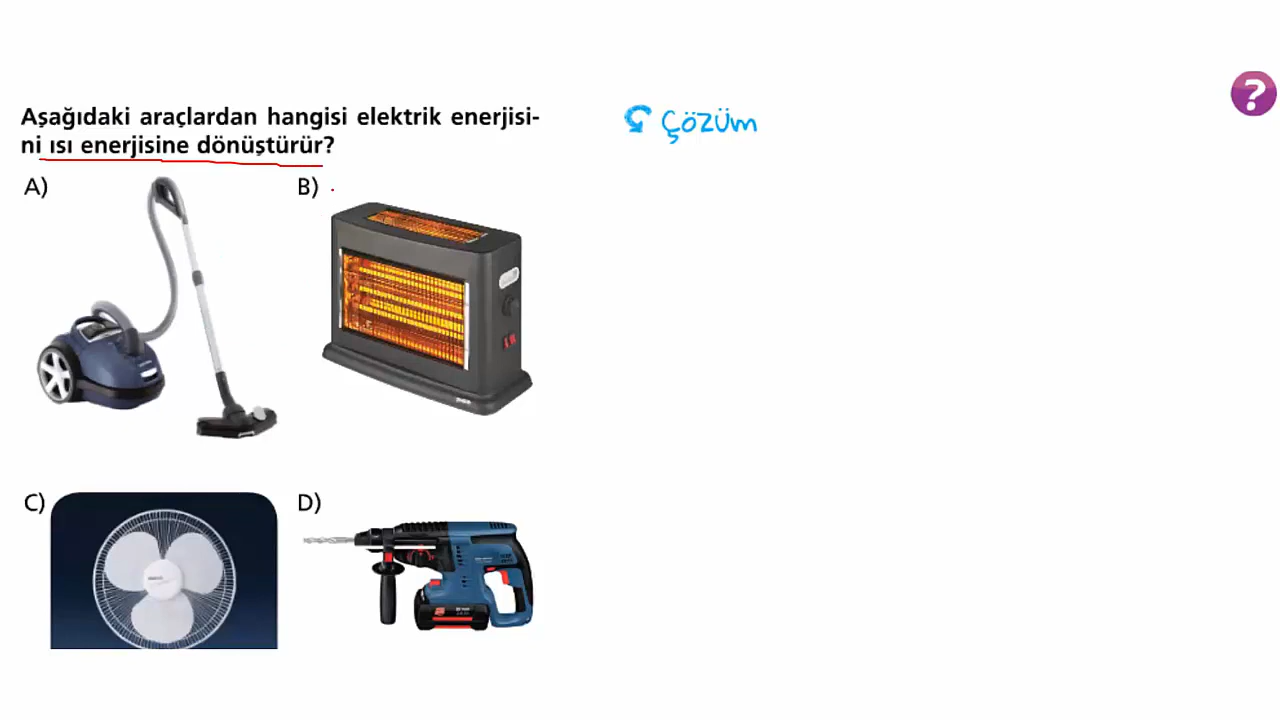 Aşağıdaki araçlardan hangisi elektrik enerjisi-
ni ısı enerjisine dönüştürür?
A)
B)
C)
D)
Çözüm
?